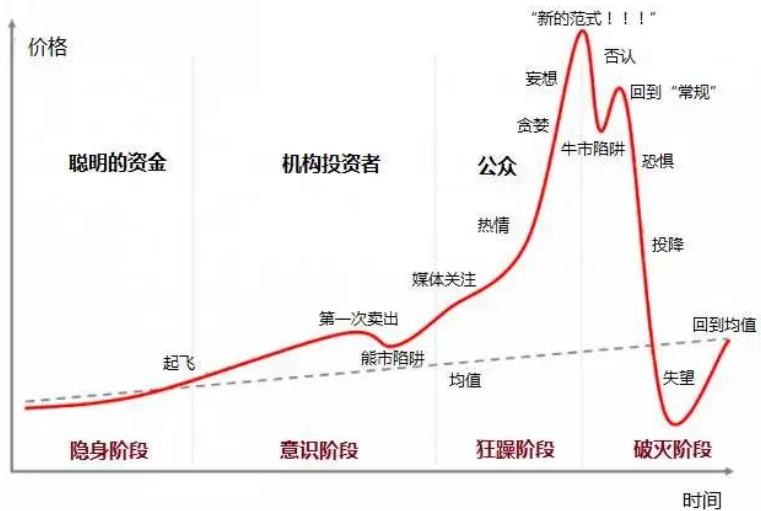 “新的范式！！！”
价格
否认
妄想
回到“常规”
贪婪
牛市陷阱
聪明的资金
机构投资者
公众
恐惧
热情
投降
媒体关注
第一次卖出
回到均值
熊市陷阱
起飞
均值
失望
隐身阶段
意识阶段
狂躁阶段
破灭阶段
时间